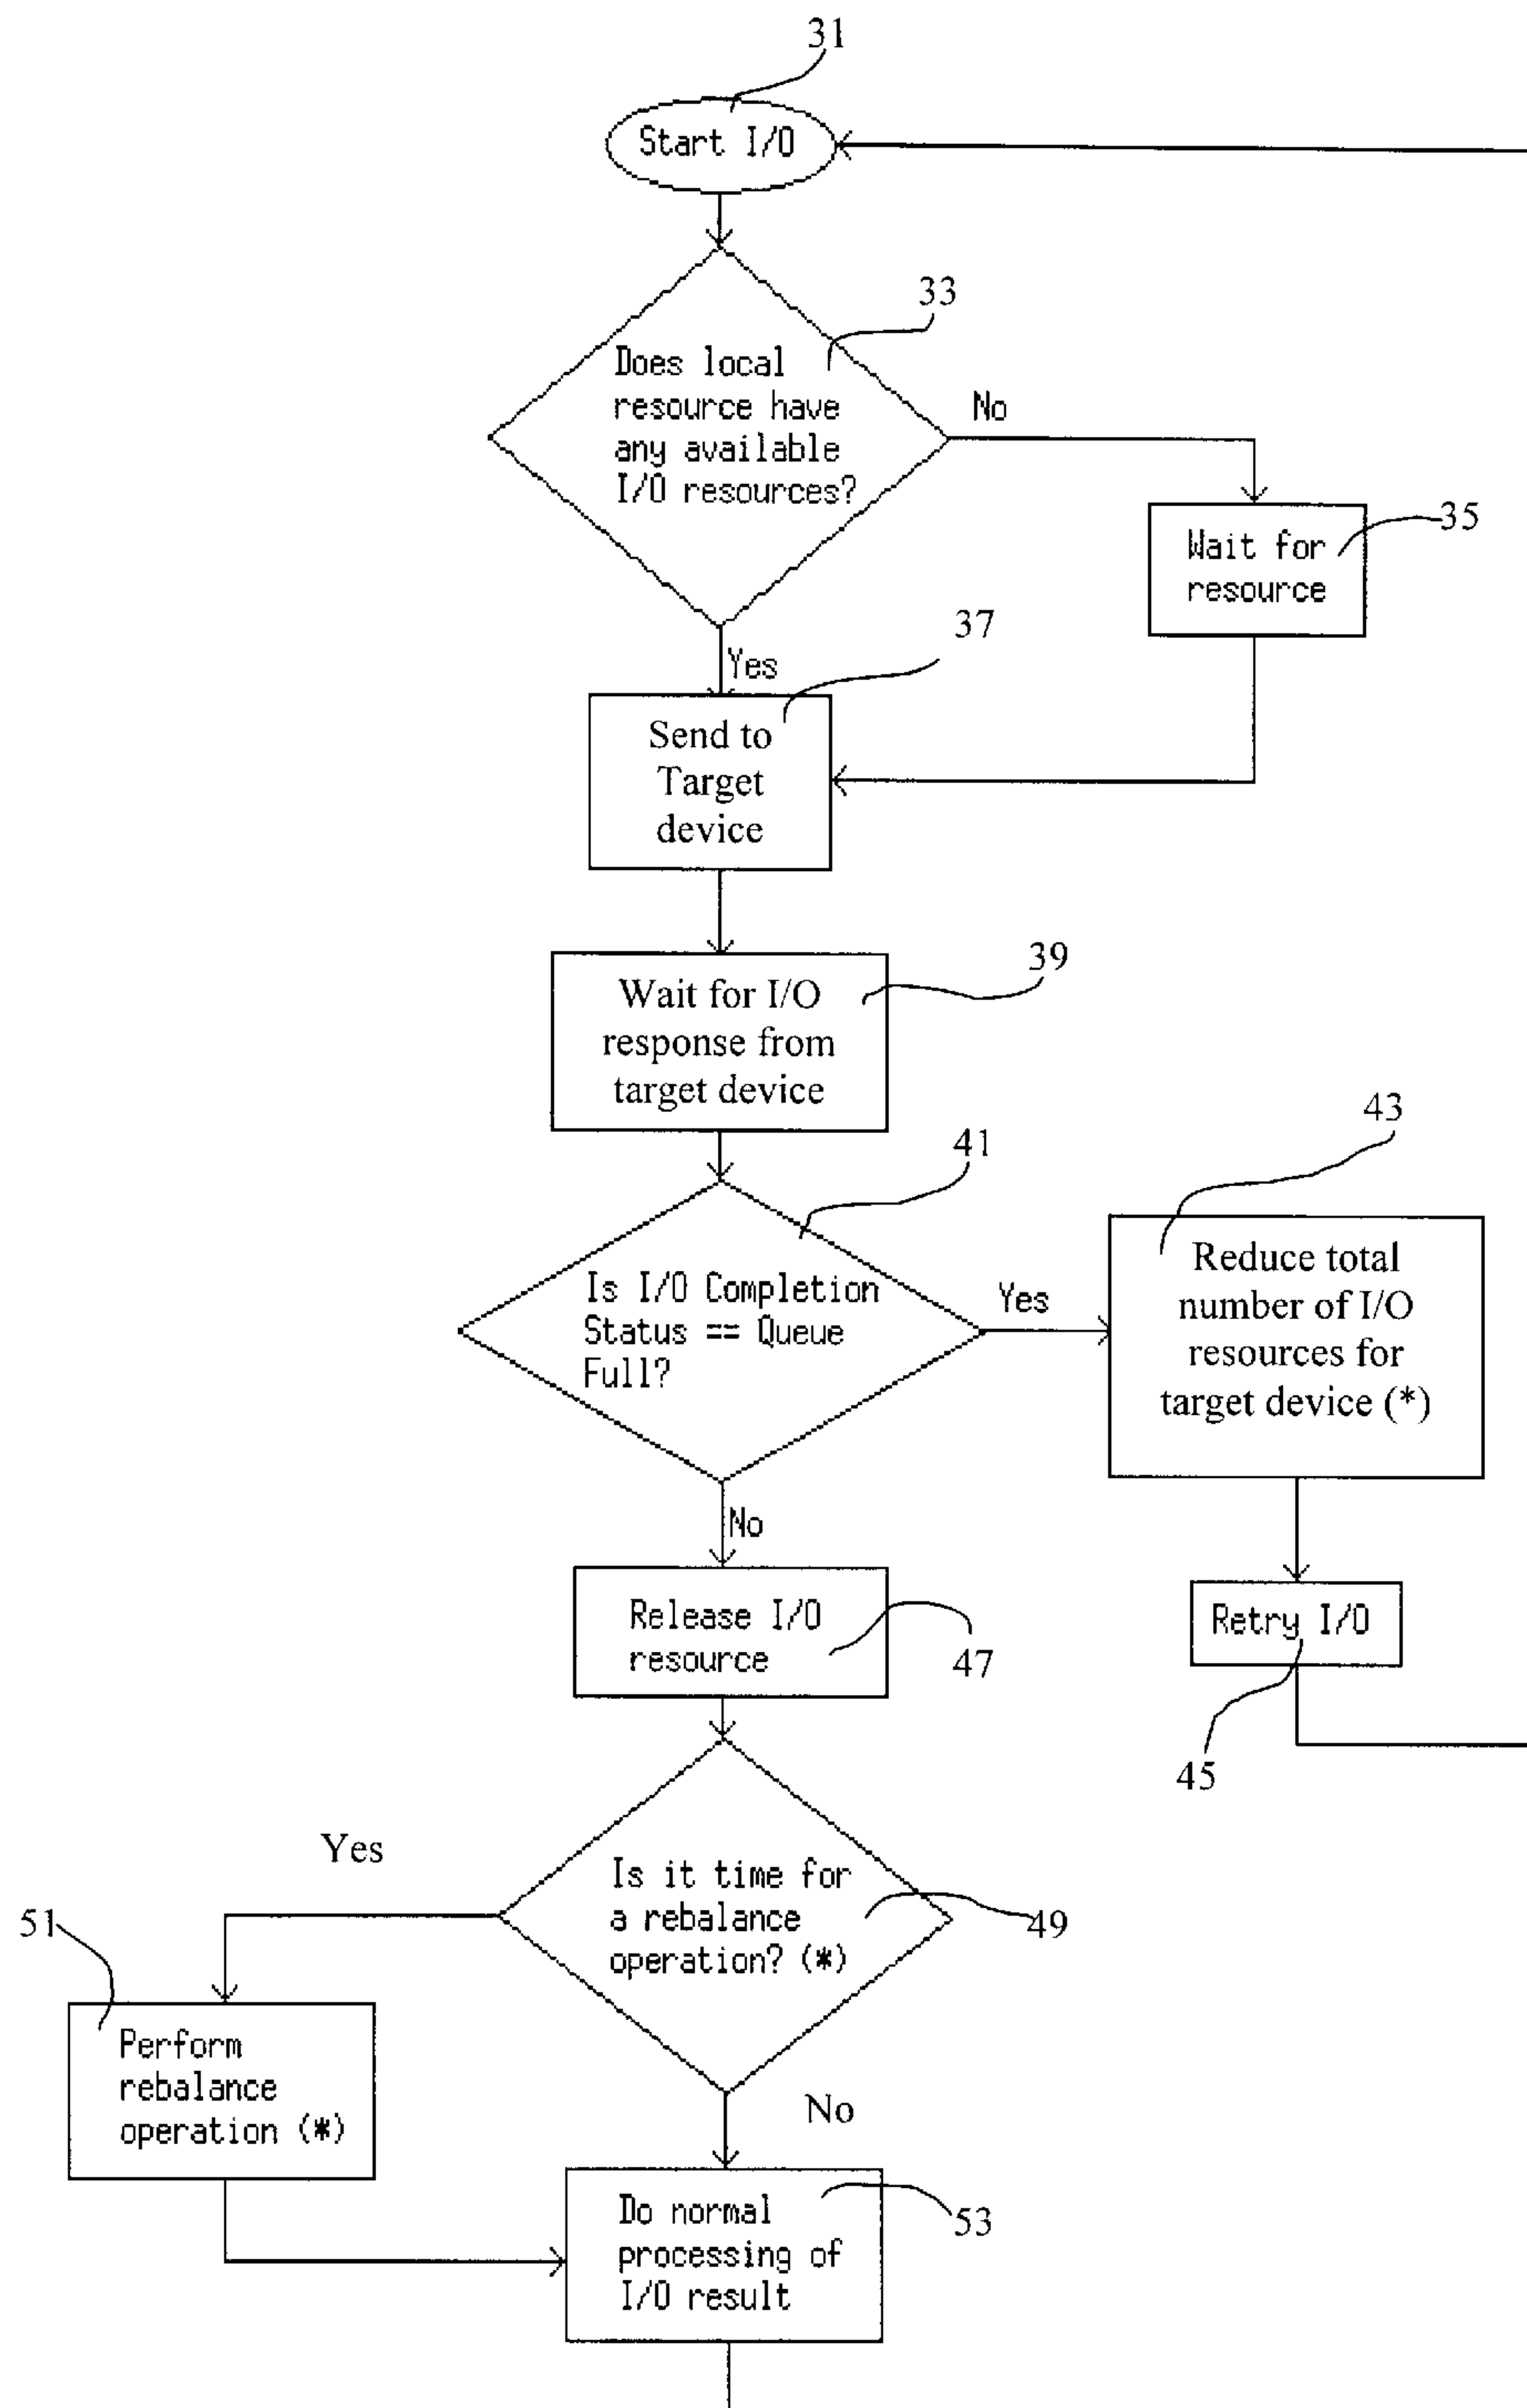 31
Start I/O
33
Does local
resource have
any available
I/O resources?
No
35
Wait for
resource
37
Yes
Send to
Target
device
39
Wait for I/O
response from
target device
41
43
Is I/O Completion
Status == Queue
Full?
Yes
Reduce total
number of I/O
resources for
target device (*)
No
Release I/O
resource
47
Retry I/O
45
Yes
Is it time for
a rebalance
operation? (*)
49
51
Perform
rebalance
operation (*)
No
Do normal
processing of
I/O result
53